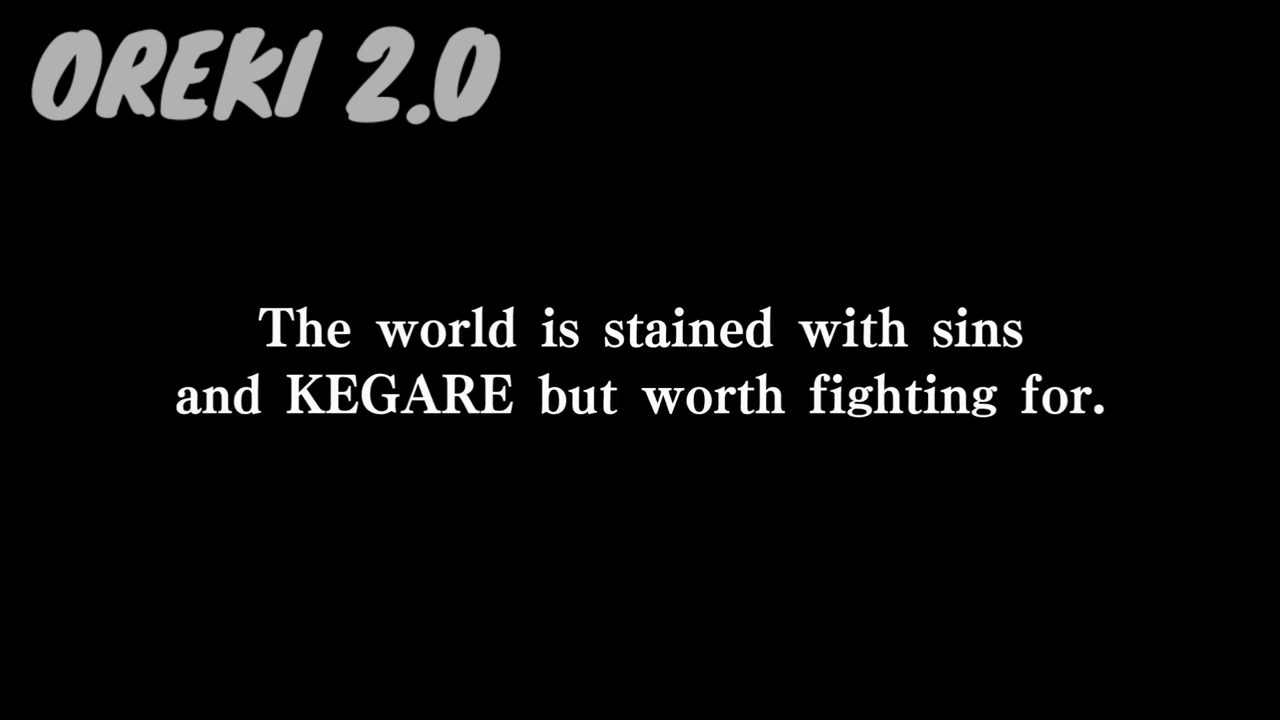 OREKI 2.0
The world is stained with sins
and KEGARE but worth fighting for.